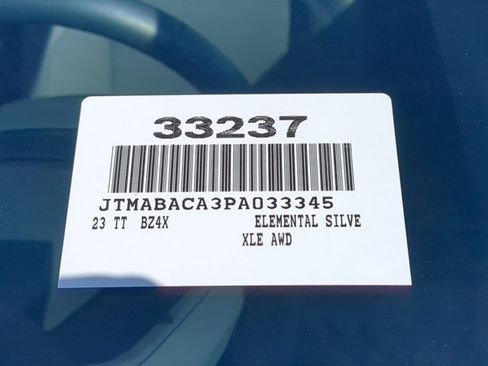 33237
JTMABACA3PA033345
23 TT BZ4X ELEMENTAL SILVE
XLE AWD